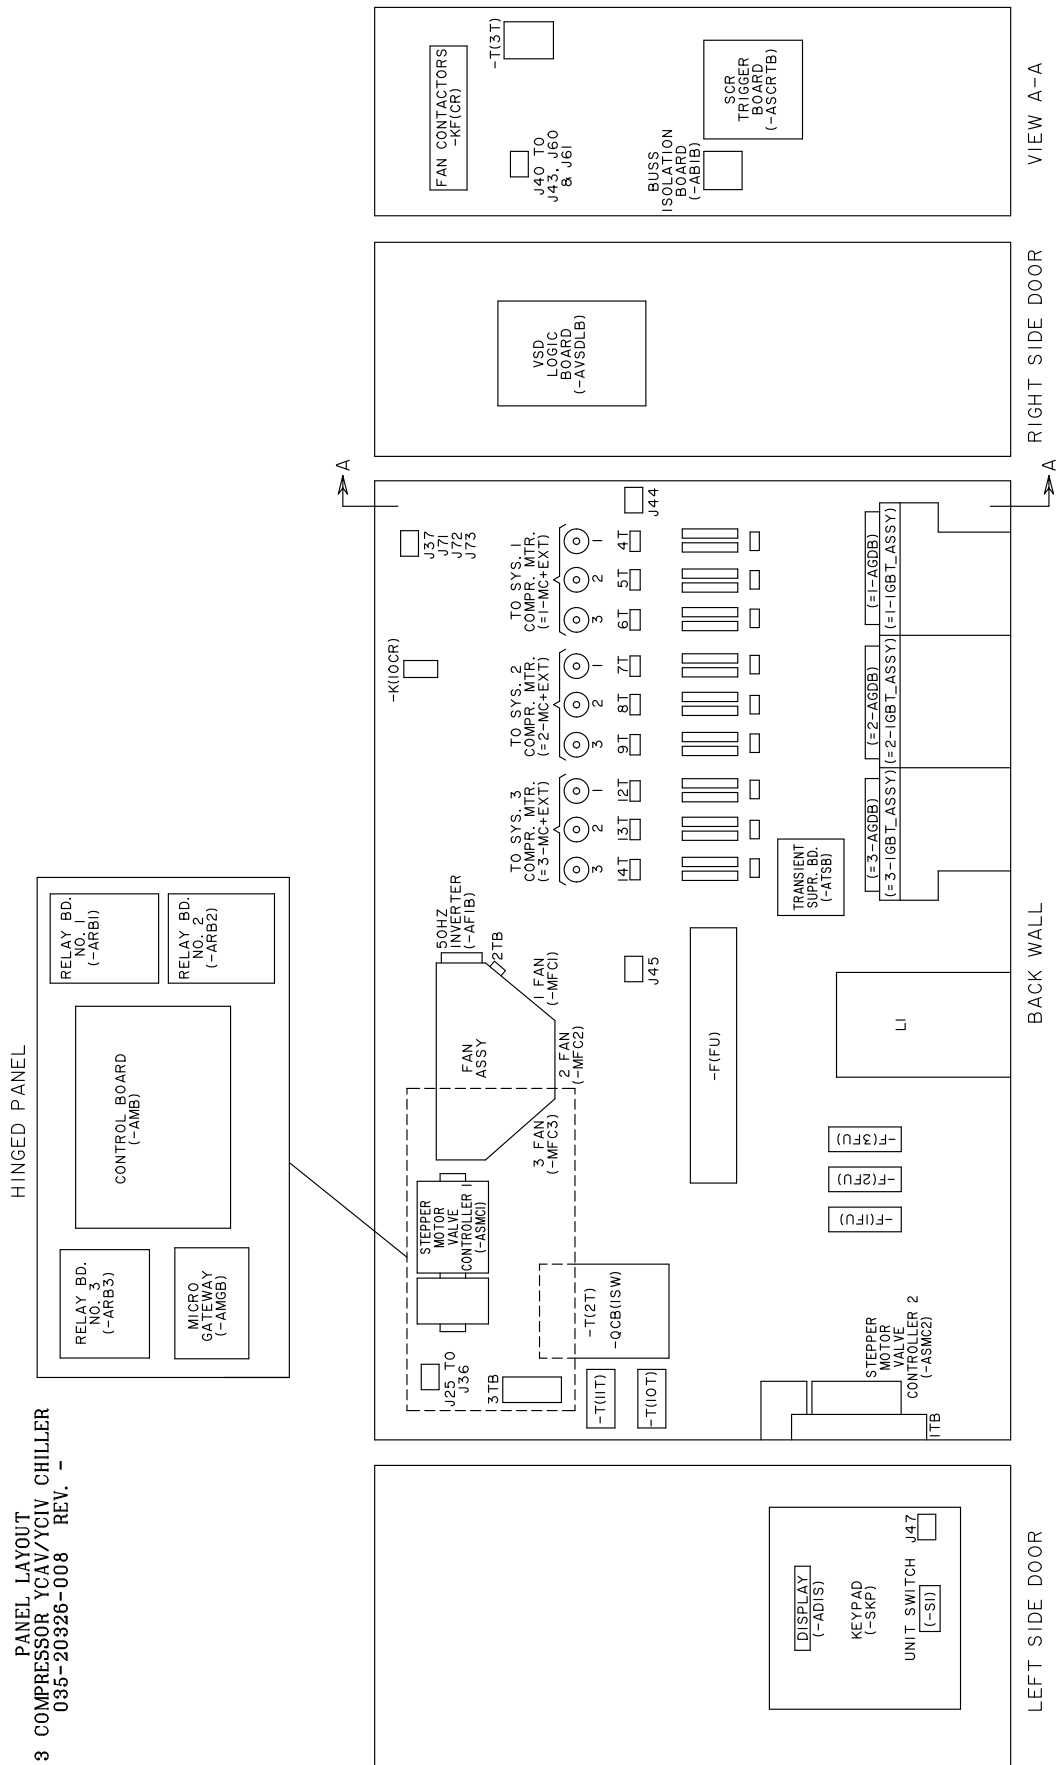 PANEL LAYOUT
3 COMPRESSOR YCAV/YCIV CHILLER
035-20326-008 REV. -
HINGED PANEL
RELAY BD.
NO. 3
(-ARB3)
MICRO
GATEWAY
(-AMGB)
CONTROL BOARD
(-AMB)
RELAY BD.
NO. 1
(-ARB1)
RELAY BD.
NO. 2
(-ARB2)
LEFT SIDE DOOR
DISPLAY
(-ADIS)
KEYPAD
(-SKP)
UNIT SWITCH
(-S1)
J47
BACK WALL
J25 TO
J36
3TB
STEPPER
MOTOR
VALVE
CONTROLLER 1
(-ASMC1)
FAN
ASSY
50HZ
INVERTER
(-AFIB)
2TB
1 FAN
(-MFC1)
2 FAN
(-MFC2)
3 FAN
(-MFC3)
-K(10CR)
J37
J71
J72
J73
-T(11T)
-T(10T)
-T(2T)
-QCB(1SW)
J45
TO SYS. 3
COMPR. MTR.
(=3-MC+EXT)
3 2 1
TO SYS. 2
COMPR. MTR.
(=2-MC+EXT)
3 2 1
TO SYS. 1
COMPR. MTR.
(=1-MC+EXT)
3 2 1
14T 13T 12T 9T 8T 7T 6T 5T 4T
J44
-F(FU)
STEPPER
MOTOR
VALVE
CONTROLLER 2
(-ASMC2)
1TB
-F(1FU)
-F(2FU)
-F(3FU)
L1
TRANSIENT
SUPR. BD.
(-ATSB)
(=3-AGDB)
(=3-IGBT_ASSY)
(=2-AGDB)
(=2-IGBT_ASSY)
(=1-AGDB)
(=1-IGBT_ASSY)
A
A
RIGHT SIDE DOOR
VSD
LOGIC
BOARD
(-AVSDLB)
VIEW A-A
FAN CONTACTORS
-KF(CR)
-T(3T)
J40 TO
J43, J60
& J61
BUSS
ISOLATION
BOARD
(-ABIB)
SCR
TRIGGER
BOARD
(-ASCRTB)